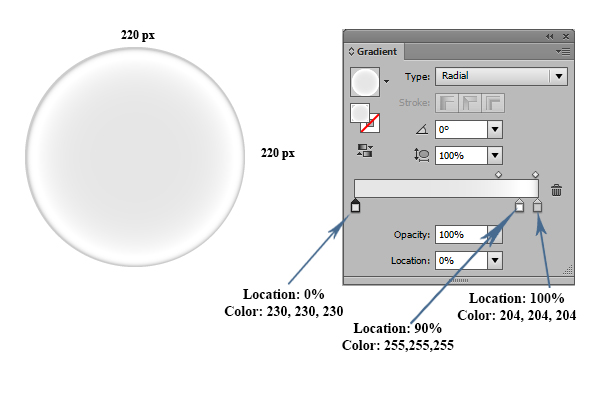 220 px
220 px
Gradient
Type: Radial
Stroke:
0°
100%
Opacity: 100%
Location: 0%
Location: 0%
Color: 230, 230, 230
Location: 90%
Color: 255,255,255
Location: 100%
Color: 204, 204, 204